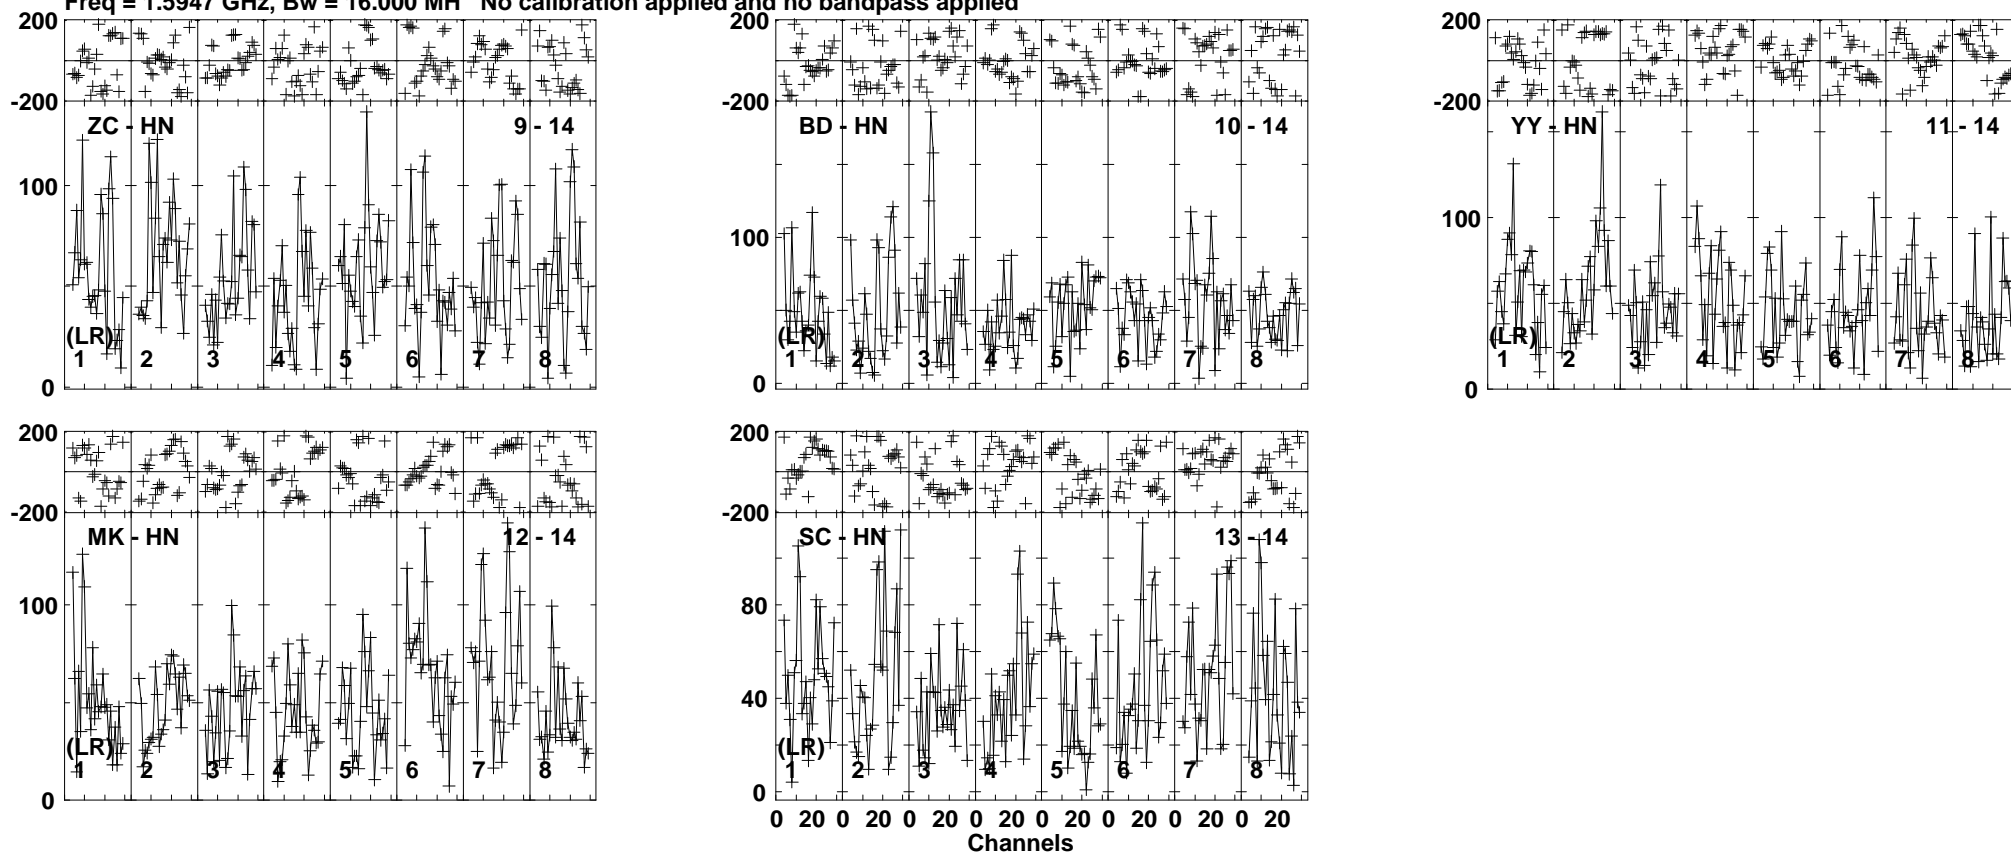 Freq = 1.5947 GHz, Bw = 16.000 MH No calibration applied and no bandpass applied
200
-200
ZC - HN 9 - 14
100
(LR)
1 2 3 4 5 6 7 8
0
200
-200
BD - HN 10 - 14
100
(LR)
1 2 3 4 5 6 7 8
0
200
-200
YY - HN 11 - 14
100
(LR)
1 2 3 4 5 6 7 8
0
200
-200
MK - HN 12 - 14
100
(LR)
1 2 3 4 5 6 7 8
0
200
-200
SC - HN 13 - 14
80
40
(LR)
1 2 3 4 5 6 7 8
0
0 20 0 20 0 20 0 20 0 20 0 20 0 20 0 20
Channels